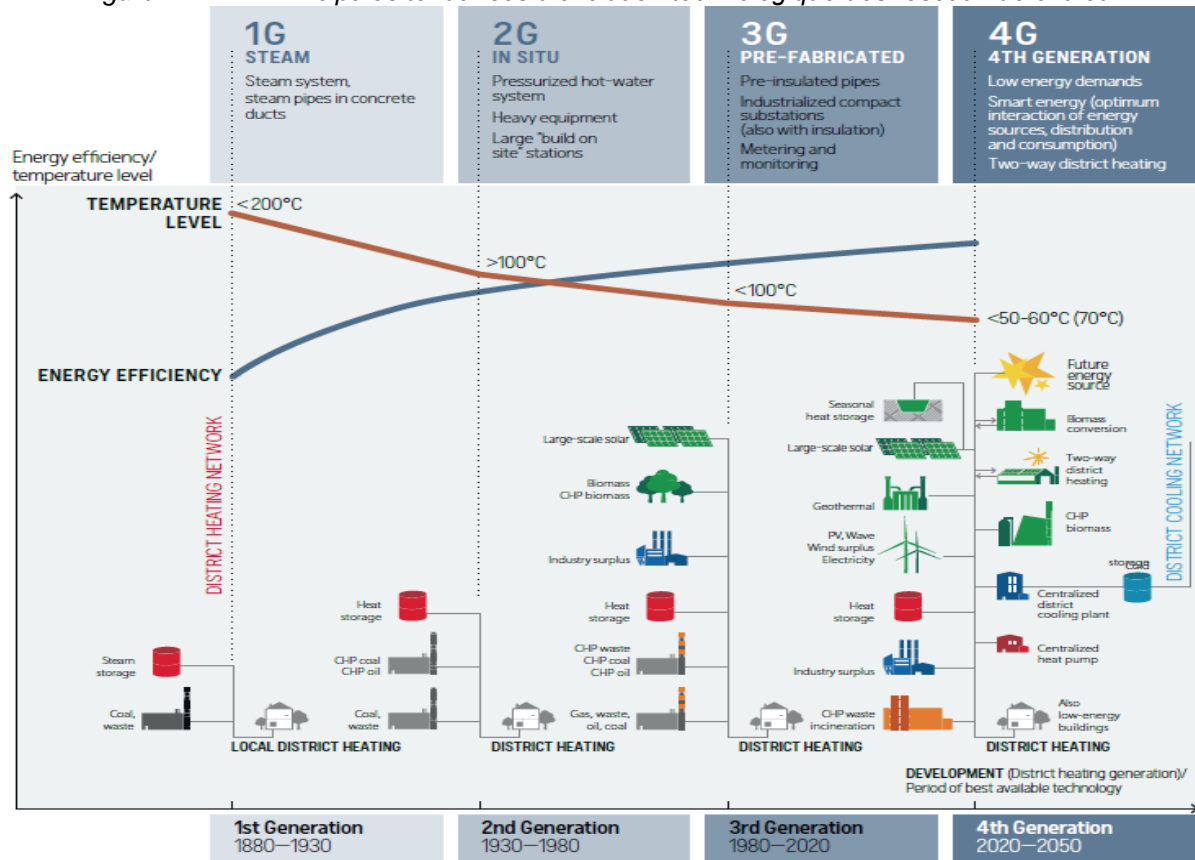 1G
STEAM
Steam system,
steam pipes in concrete
ducts
2G
IN SITU
Pressurized hot-water
system
Heavy equipment
Large "build on
site" stations
3G
PRE-FABRICATED
Pre-insulated pipes
Industrialized compact
substations
(also with insulation)
Metering and
monitoring
4G
4TH GENERATION
Low energy demands
Smart energy (optimum
interaction of energy
sources, distribution
and consumption)
Two-way district heating
Energy efficiency/
temperature level
TEMPERATURE
LEVEL
<200°C
>100°C
<100°C
<50-60°C (70°C)
ENERGY EFFICIENCY
DISTRICT HEATING NETWORK
Steam
storage
Coal,
waste
LOCAL DISTRICT HEATING
Heat
storage
CHP coal
CHP oil
Coal,
waste
DISTRICT HEATING
Large-scale solar
Biomass
CHP biomass
Industry surplus
Heat
storage
CHP waste
CHP coal
CHP oil
Gas, waste,
oil, coal
DISTRICT HEATING
Seasonal
heat storage
Large-scale solar
Geothermal
PV, Wave
Wind surplus
Electricity
Heat
storage
Industry surplus
CHP waste
incineration
Future
energy
source
Biomass
conversion
Two-way
district
heating
CHP
biomass
Centralized
district
cooling plant
storage
Centralized
heat pump
Also
low-energy
buildings
DISTRICT HEATING
DISTRICT COOLING NETWORK
DEVELOPMENT (District heating generation)/
Period of best available technology
1st Generation
1880–1930
2nd Generation
1930–1980
3rd Generation
1980–2020
4th Generation
2020–2050